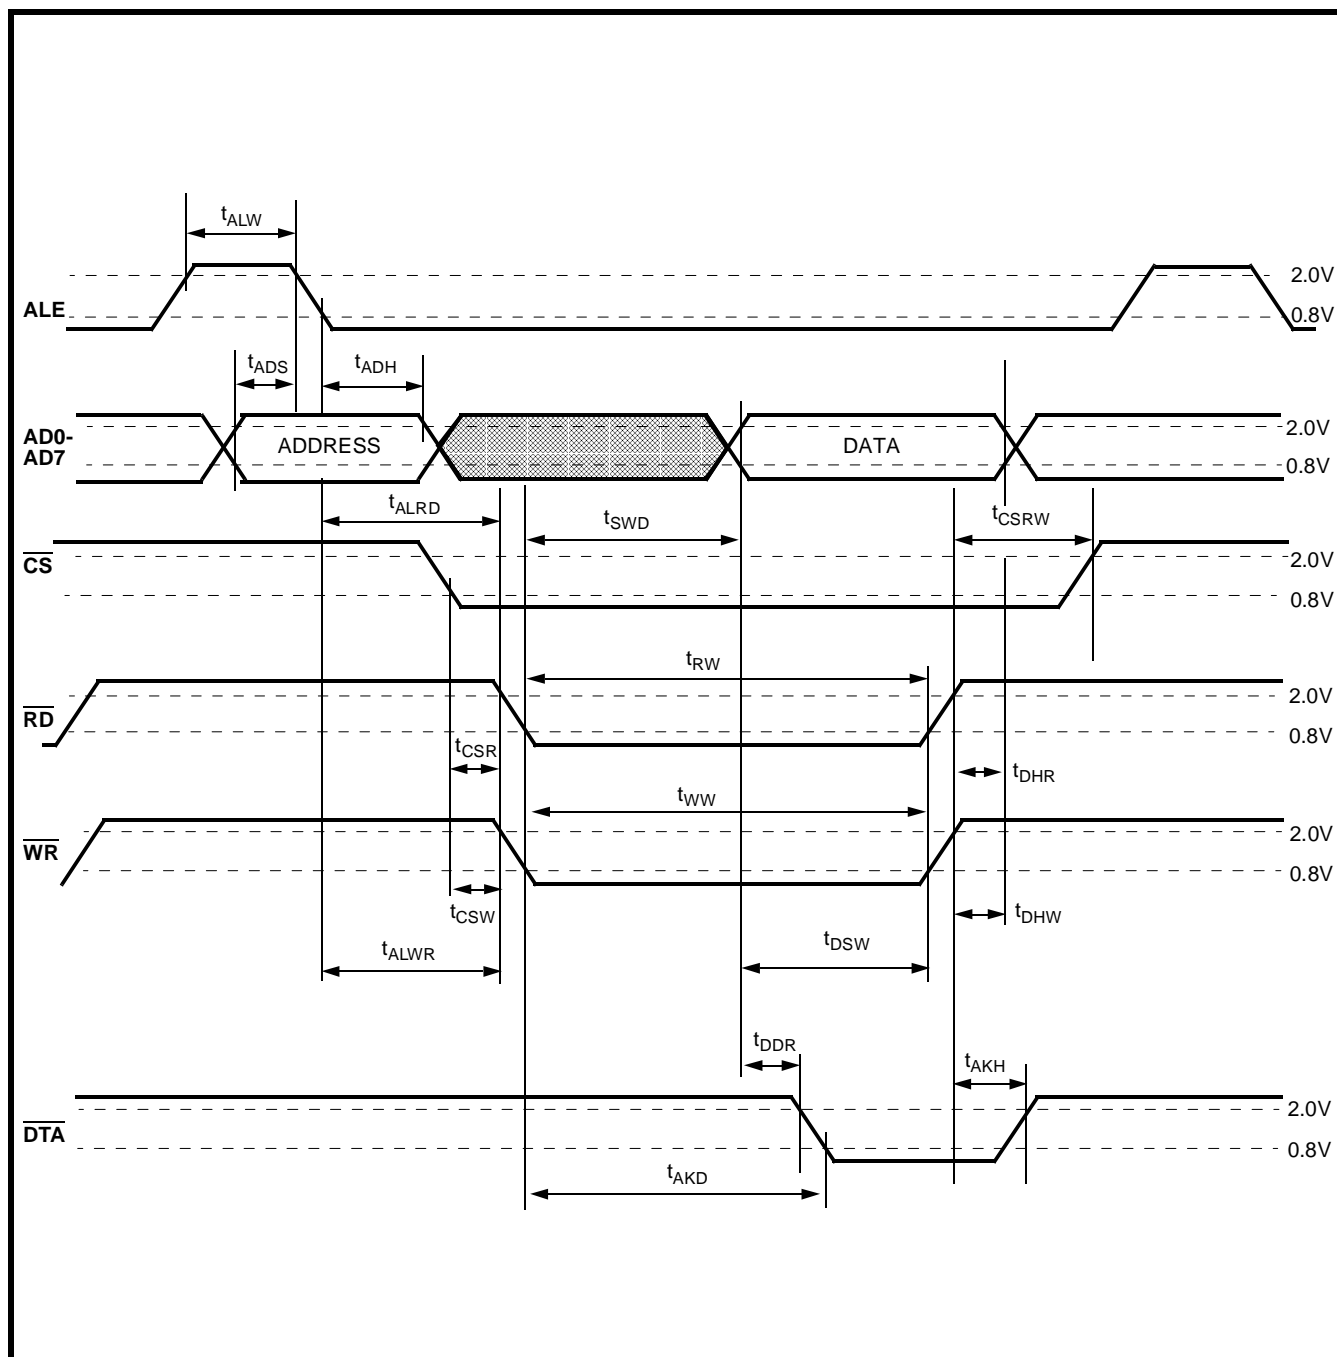 tALW
2.0V
ALE
0.8V
tADS
tADH
AD0-
AD7
ADDRESS
DATA
2.0V
0.8V
tALRD
tSWD
tCSRW
CS
2.0V
0.8V
tRW
RD
2.0V
0.8V
tCSR
tDHR
tWW
WR
2.0V
0.8V
tCSW
tDHW
tALWR
tDSW
tDDR
tAKH
DTA
2.0V
0.8V
tAKD